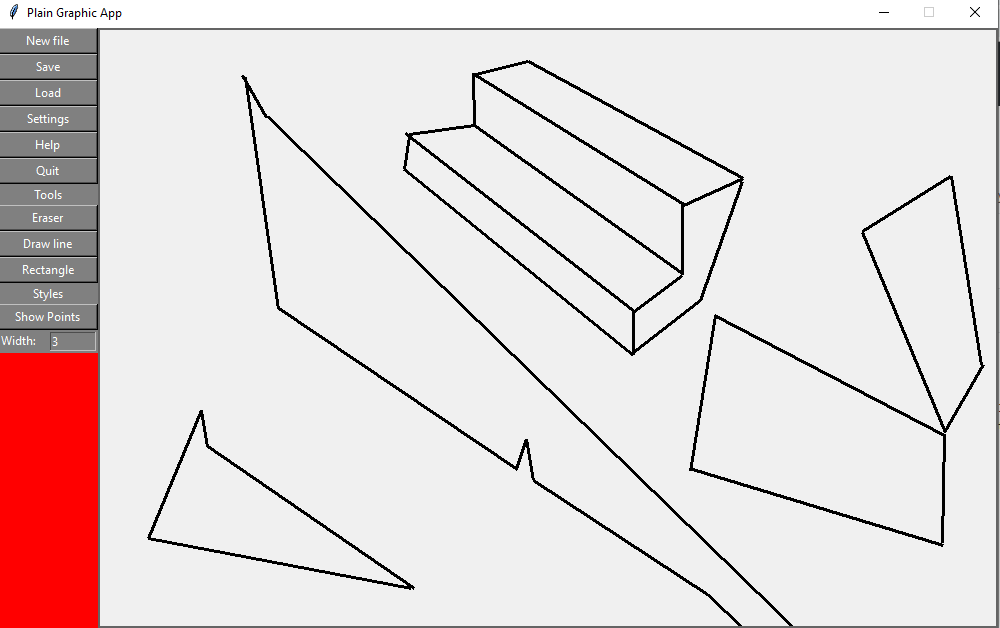 Plain Graphic App
New file
Save
Load
Settings
Help
Quit
Tools
Eraser
Draw line
Rectangle
Styles
Show Points
Width: 3